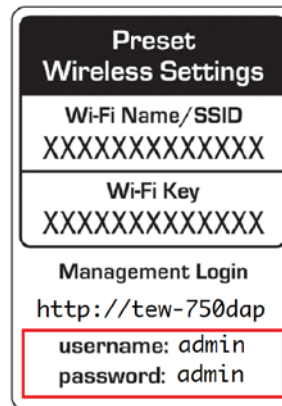 Preset
Wireless Settings
Wi-Fi Name/SSID
XXXXXXXXXXXXX
Wi-Fi Key
XXXXXXXXXXXXX
Management Login
http://tew-750dap
username: admin
password: admin